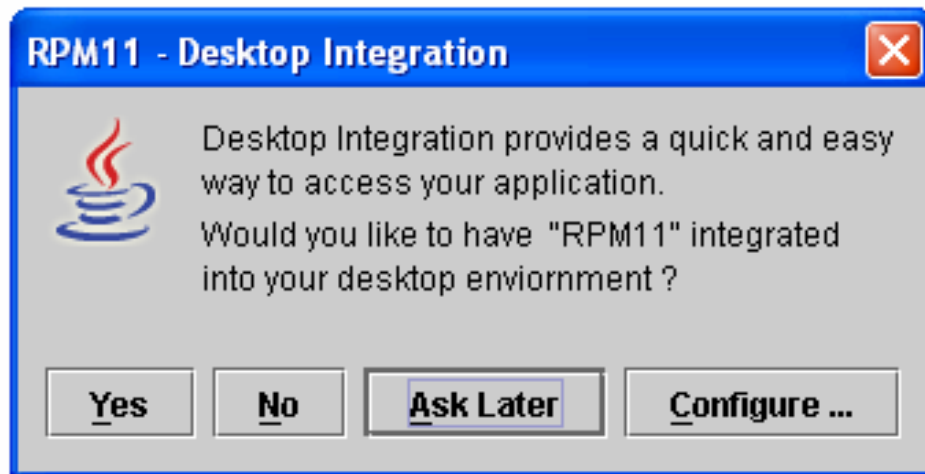 RPM11 - Desktop Integration
Desktop Integration provides a quick and easy
way to access your application.
Would you like to have "RPM11" integrated
into your desktop enviornment ?
Yes
No
Ask Later
Configure ...